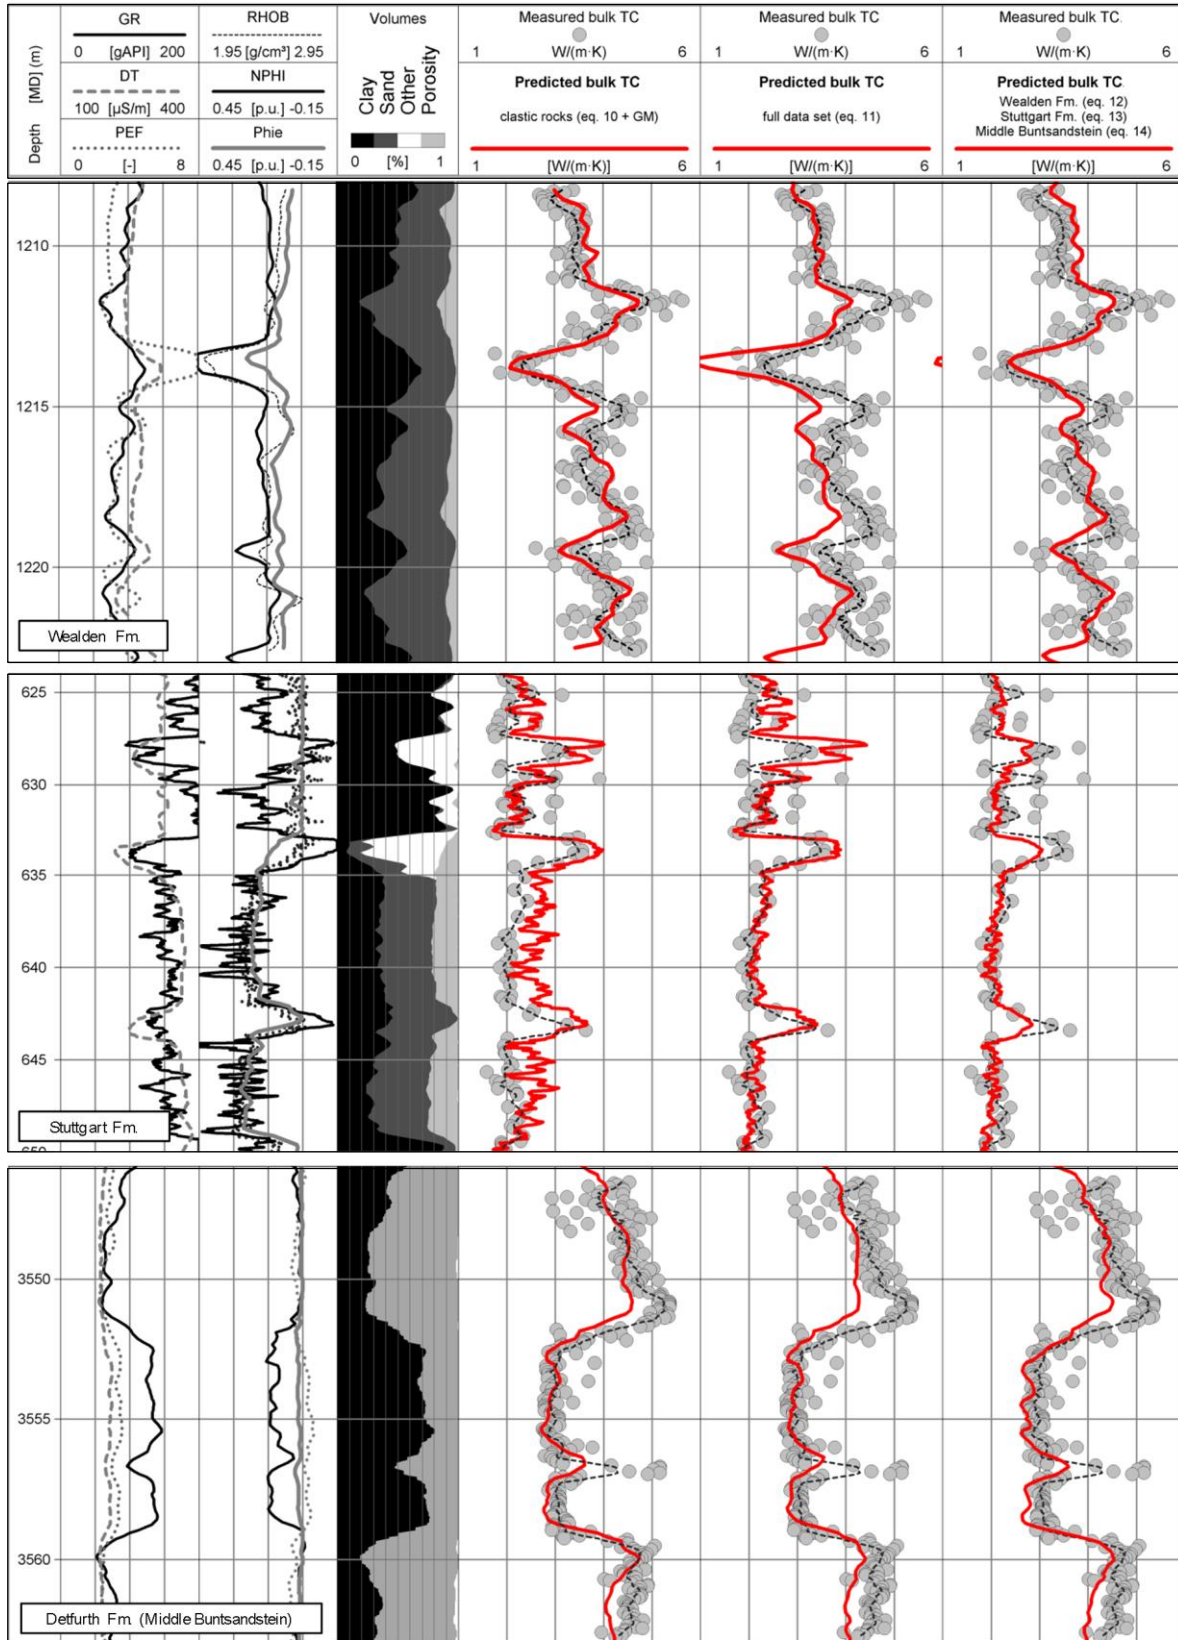 GR
0 [gAPI] 200
DT
100 [µS/m] 400
PEF
0 [-] 8
RHOB
1.95 [g/cm³] 2.95
NPHI
0.45 [p.u.] -0.15
Phie
0.45 [p.u.] -0.15
Depth [MD] (m)
Volumes
Clay
Sand
Other
Porosity
0 [%] 1
Measured bulk TC
1 W/(m·K) 6
Predicted bulk TC
clastic rocks (eq. 10 + GM)
1 [W/(m·K)] 6
Measured bulk TC
1 W/(m·K) 6
Predicted bulk TC
full data set (eq. 11)
1 [W/(m·K)] 6
Measured bulk TC.
1 W/(m·K) 6
Predicted bulk TC.
Wealden Fm. (eq. 12)
Stuttgart Fm. (eq. 13)
Middle Buntsandstein (eq. 14)
1 [W/(m·K)] 6
1210
1215
1220
Wealden Fm.
625
630
635
640
645
650
Stuttgart Fm.
3550
3555
3560
Detfurth Fm. (Middle Buntsandstein)